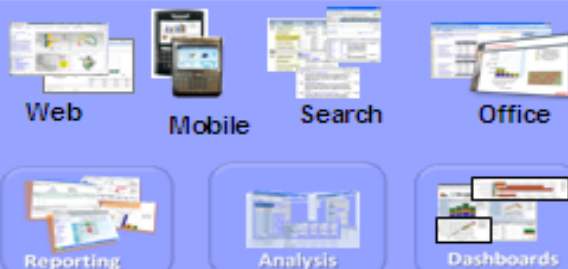 Web
Mobile
Search
Office
Reporting
Analysis
Dashboards